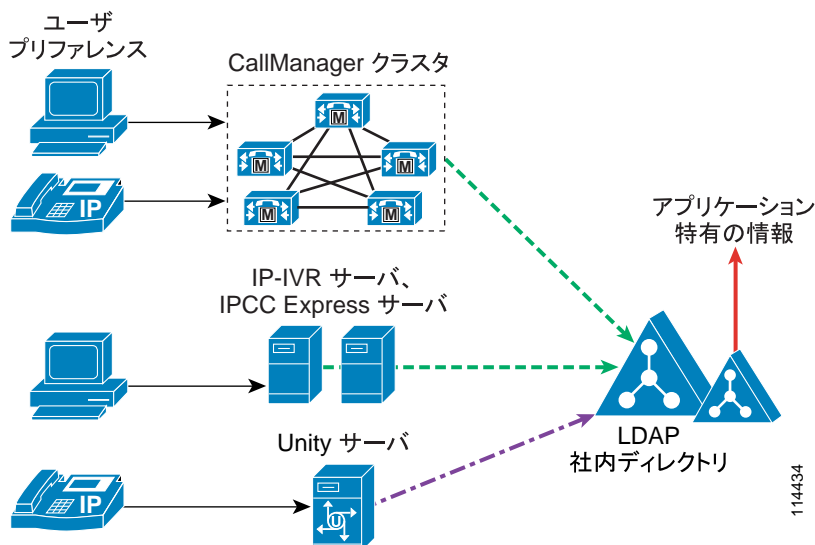 ユーザ
プリファレンス
CallManager クラスタ
M
M
M
M
M
IP
アプリケーション
特有の情報
IP-IVR サーバ、
IPCC Express サーバ
LDAP
社内ディレクトリ
Unity サーバ
IP
U
114434